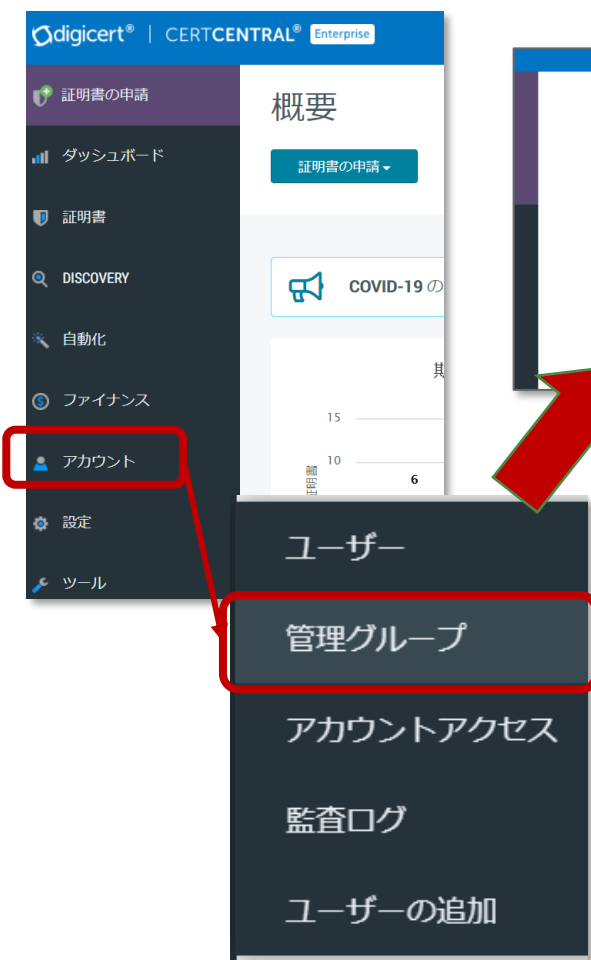 digicert® | CERTCENTRAL® Enterprise
証明書の申請
ダッシュボード
証明書
DISCOVERY
自動化
ファイナンス
アカウント
設定
ツール
概要
証明書の申請
COVID-19 の
期
15
10
証明書
6
ユーザー
管理グループ
アカウントアクセス
監査ログ
ユーザーの追加